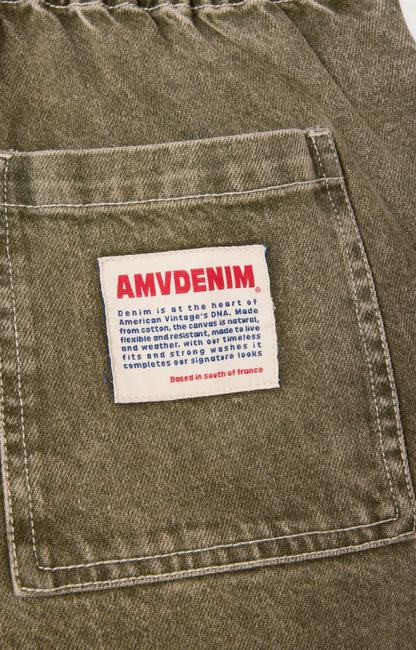 AMVDENIM®
Denim is at the heart of
American Vintage's DNA. Made
from cotton, the canvas is natural,
flexible and resistant, made to live
and weather. with our timeless
fits and strong washes it
completes our signature looks
Based in south of france